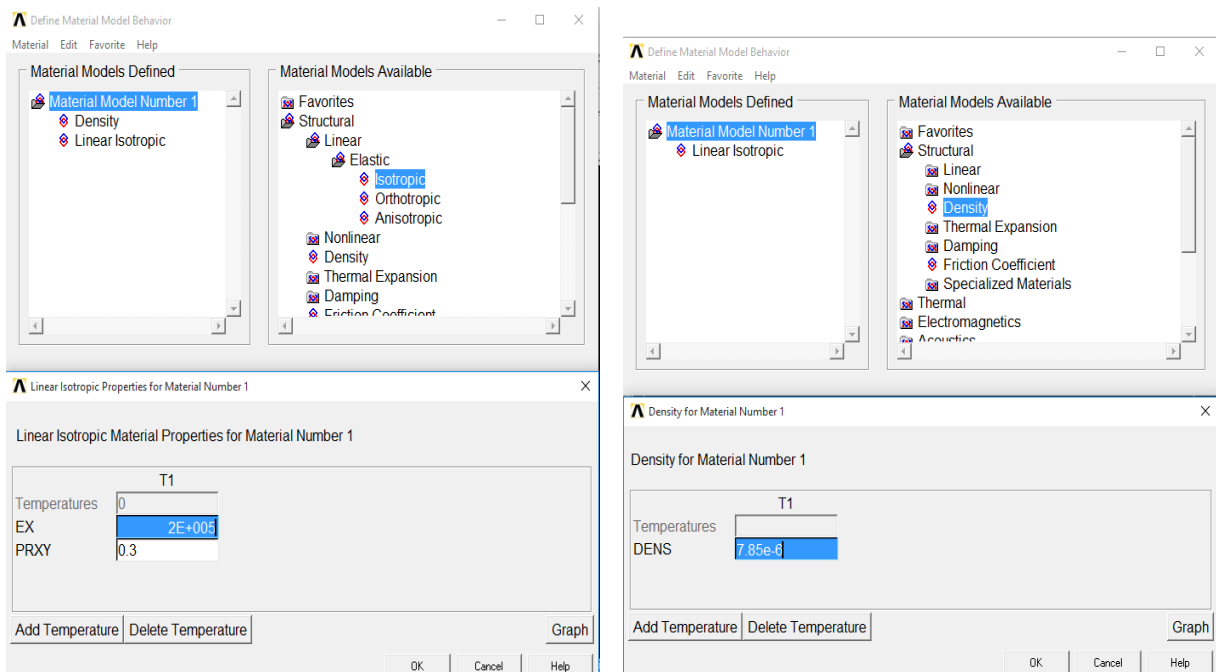 Define Material Model Behavior
Material Edit Favorite Help
Material Models Defined
Material Model Number 1
Density
Linear Isotropic
Material Models Available
Favorites
Structural
Linear
Elastic
Isotropic
Orthotropic
Anisotropic
Nonlinear
Density
Thermal Expansion
Damping
Friction Coefficient
Linear Isotropic Properties for Material Number 1
Linear Isotropic Material Properties for Material Number 1
T1
Temperatures 0
EX 2E+005
PRXY 0.3
Add Temperature Delete Temperature Graph
OK Cancel Help
Define Material Model Behavior
Material Edit Favorite Help
Material Models Defined
Material Model Number 1
Linear Isotropic
Material Models Available
Favorites
Structural
Linear
Nonlinear
Density
Thermal Expansion
Damping
Friction Coefficient
Specialized Materials
Thermal
Electromagnetics
Acoustics
Density for Material Number 1
Density for Material Number 1
T1
Temperatures
DENS 7.85e-6
Add Temperature Delete Temperature Graph
OK Cancel Help